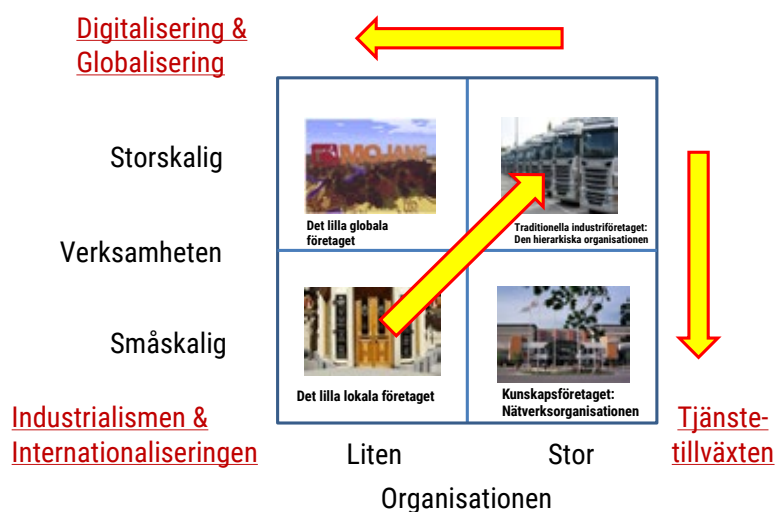 Digitalisering &
Globalisering
Storskalig
MOJANG
Det lilla globala
företaget
Traditionella industriföretaget:
Den hierarkiska organisationen
Verksamheten
Småskalig
Det lilla lokala företaget
Kunskapsföretaget:
Nätverksorganisationen
Industrialismen &
Internationaliseringen
Tjänste-
tillväxten
Liten
Stor
Organisationen